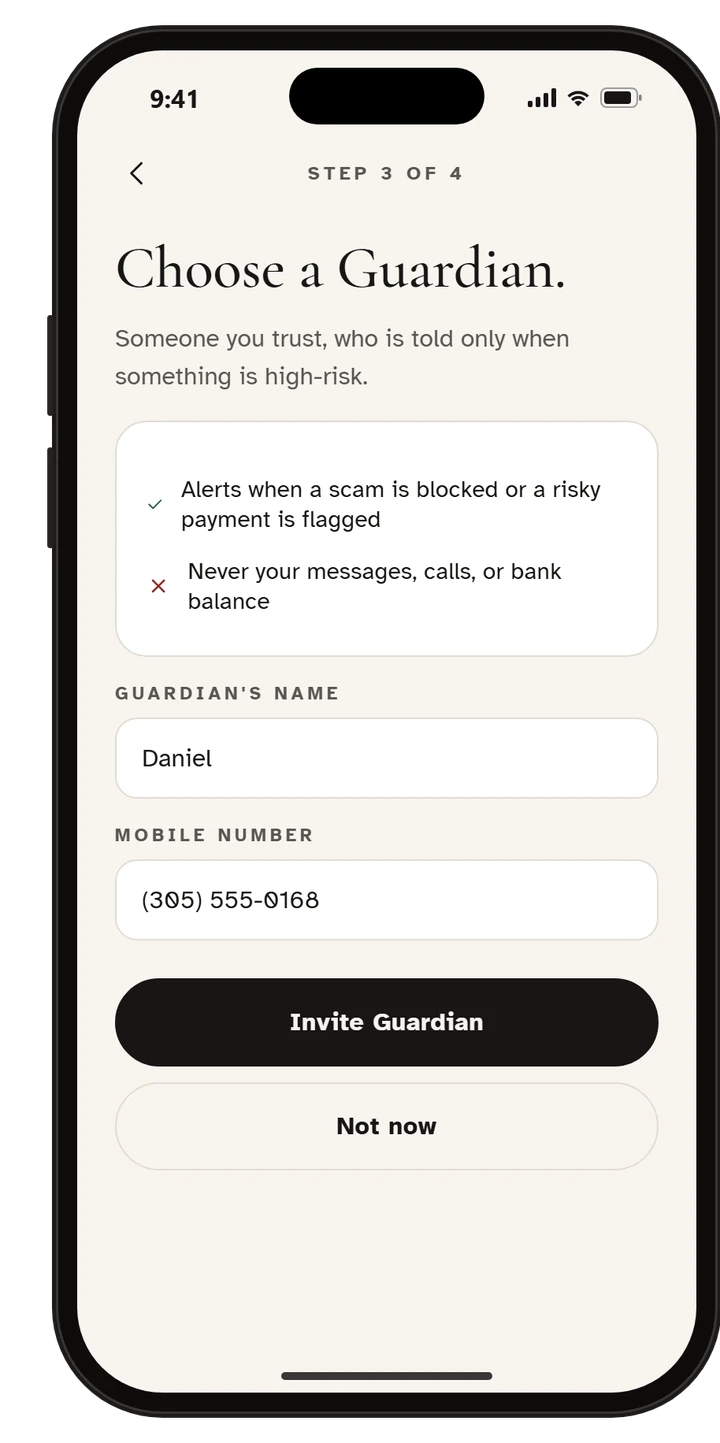 9:41
STEP 3 OF 4
Choose a Guardian.
Someone you trust, who is told only when
something is high-risk.
Alerts when a scam is blocked or a risky
payment is flagged
Never your messages, calls, or bank
balance
GUARDIAN'S NAME
Daniel
MOBILE NUMBER
(305) 555-0168
Invite Guardian
Not now